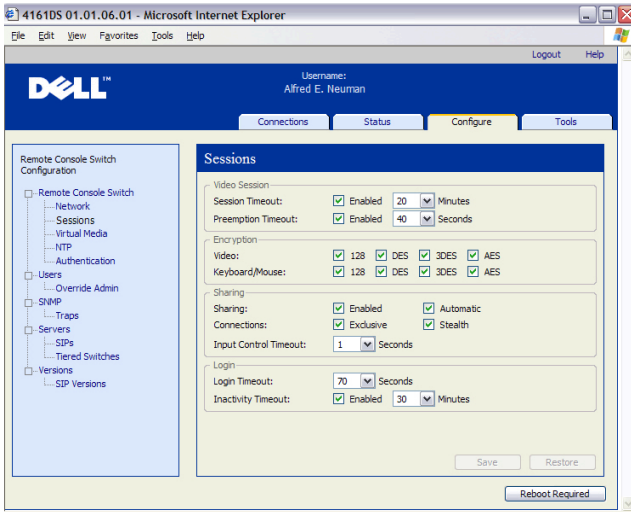 4161DS 01.01.06.01 - Microsoft Internet Explorer
File Edit View Favorites Tools Help
Logout Help
DELL™
Username:
Alfred E. Neuman
Connections Status Configure Tools
Remote Console Switch
Configuration
Remote Console Switch
Network
Sessions
Virtual Media
NTP
Authentication
Users
Override Admin
SNMP
Traps
Servers
SIPs
Tiered Switches
Versions
SIP Versions
Sessions
Video Session
Session Timeout: Enabled 20 Minutes
Preemption Timeout: Enabled 40 Seconds
Encryption
Video: 128 DES 3DES AES
Keyboard/Mouse: 128 DES 3DES AES
Sharing
Sharing: Enabled Automatic
Connections: Exclusive Stealth
Input Control Timeout: 1 Seconds
Login
Login Timeout: 70 Seconds
Inactivity Timeout: Enabled 30 Minutes
Save Restore
Reboot Required